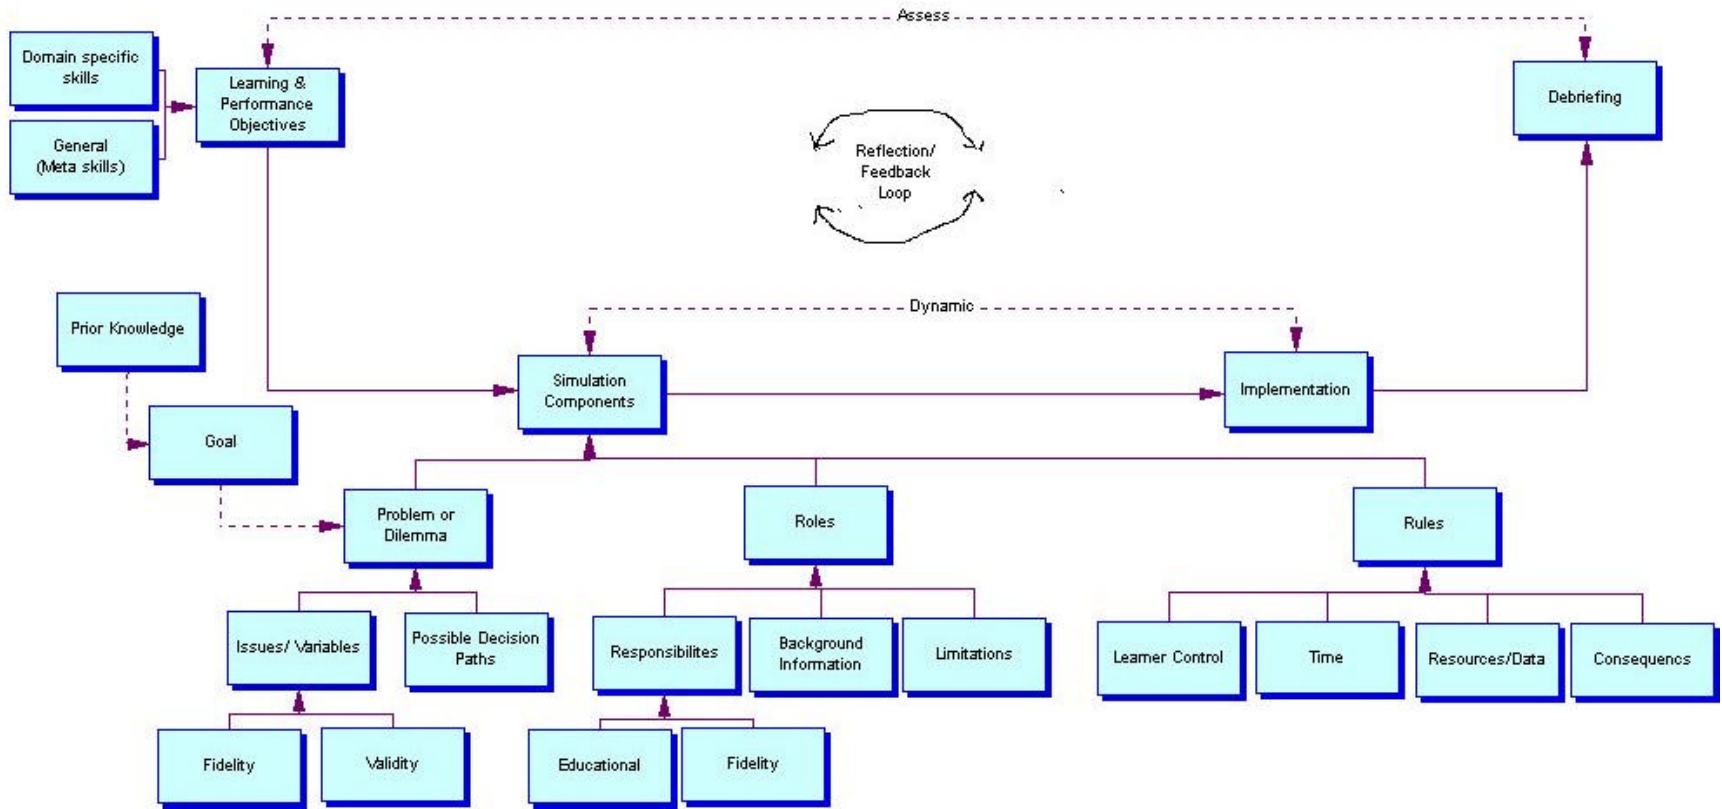 Assess
Domain specific
skills
Learning &
Performance
Objectives
Debriefing
General
(Meta skills)
Reflection/
Feedback
Loop
Prior Knowledge
Dynamic
Simulation
Components
Implementation
Goal
Problem or
Dilemma
Roles
Rules
Issues/ Variables
Possible Decision
Paths
Responsibilites
Background
Information
Limitations
Learner Control
Time
Resources/Data
Consequencs
Fidelity
Validity
Educational
Fidelity